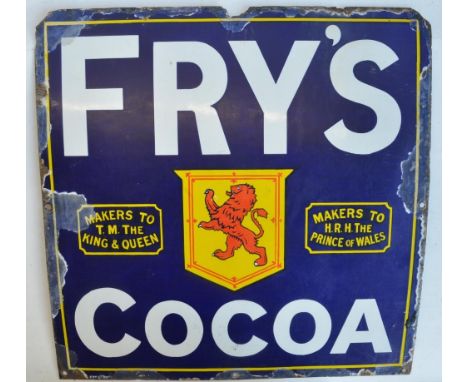 FRY'S
MAKERS TO
T. M. THE
KING & QUEEN
MAKERS TO
H.R.H. THE
PRINCE OF WALES
COCOA